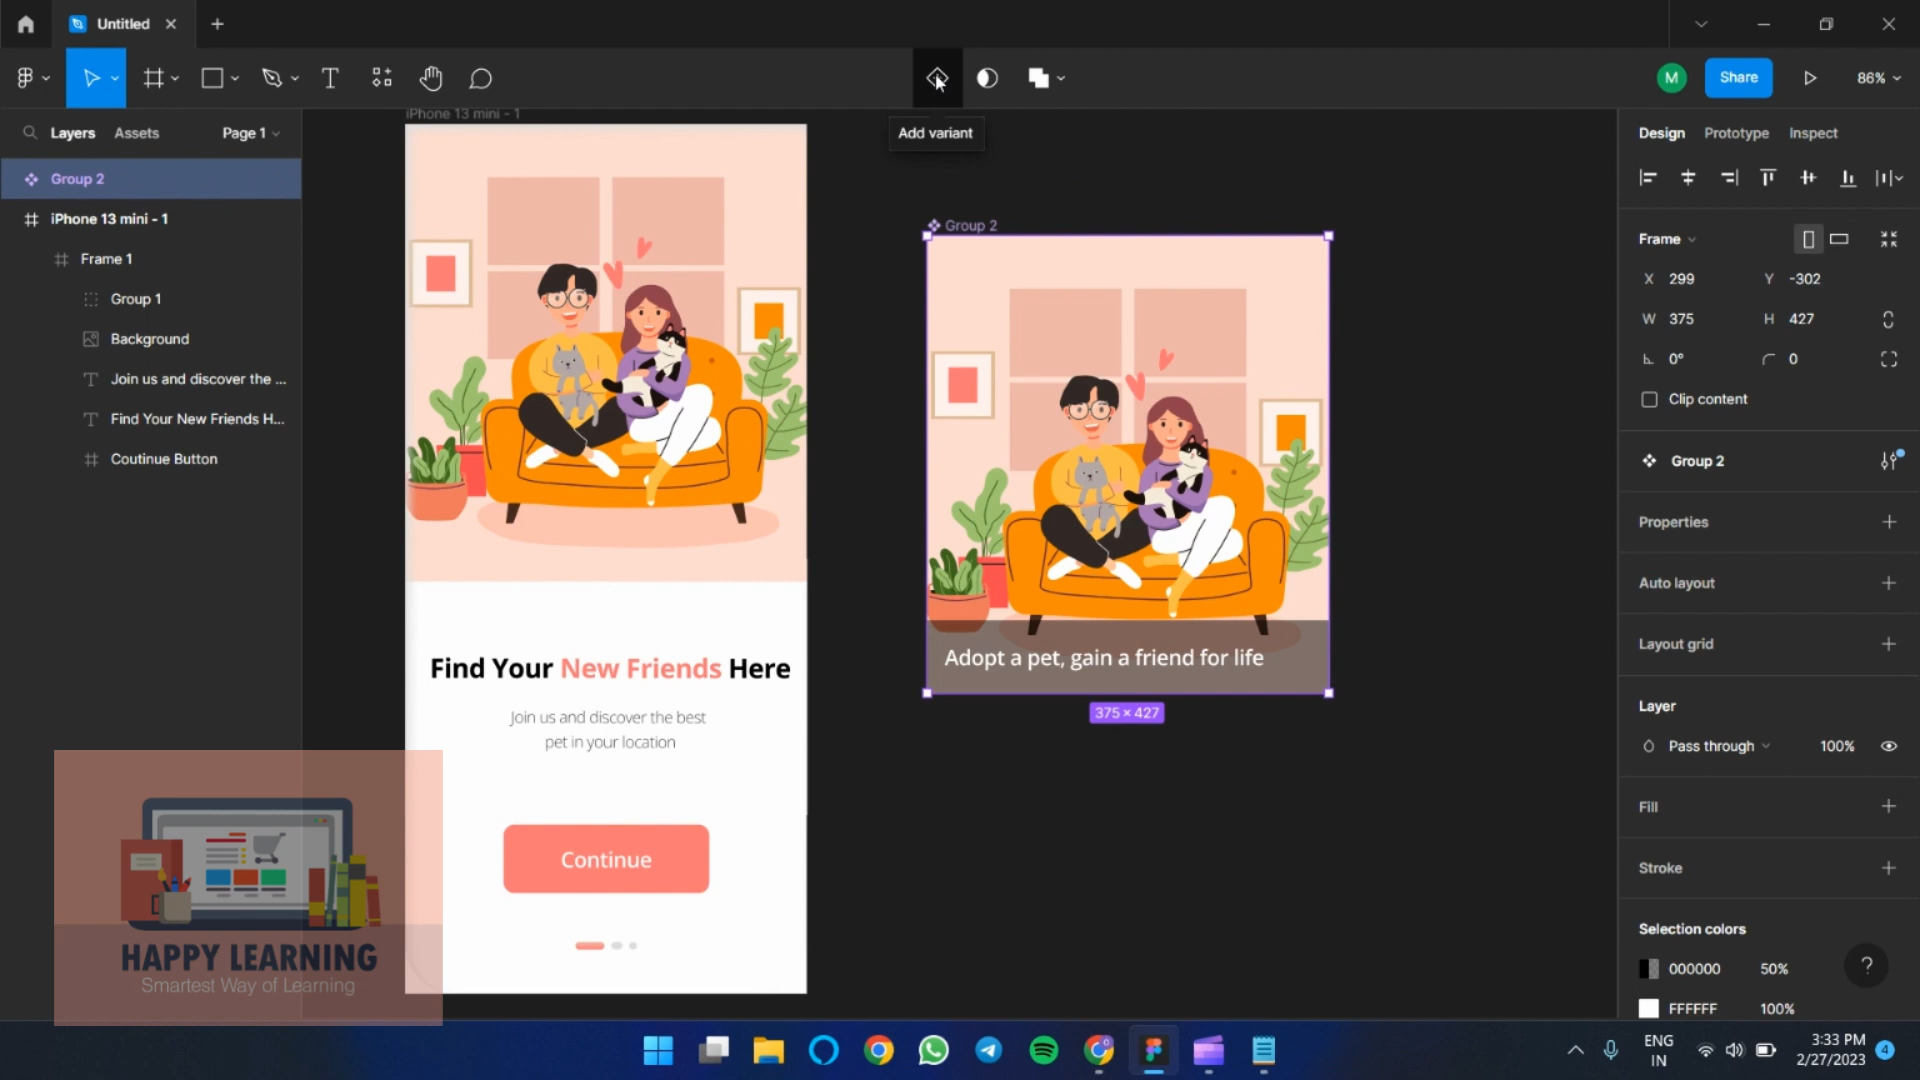 Untitled
M
Share
86%
Layers
Assets
Page 1
Add variant
Group 2
iPhone 13 mini - 1
Frame 1
Group 1
Background
Join us and discover the ...
Find Your New Friends H...
Coutinue Button
iPhone 13 mini - 1
Find Your New Friends Here
Join us and discover the best
pet in your location
Continue
Group 2
Adopt a pet, gain a friend for life
375 × 427
Design
Prototype
Inspect
Frame
X 299
Y -302
W 375
H 427
0°
0
Clip content
Group 2
Properties
Auto layout
Layout grid
Layer
Pass through
100%
Fill
Stroke
Selection colors
000000
50%
FFFFFF
100%
?
HAPPY LEARNING
Smartest Way of Learning
ENG
IN
3:33 PM
2/27/2023
4